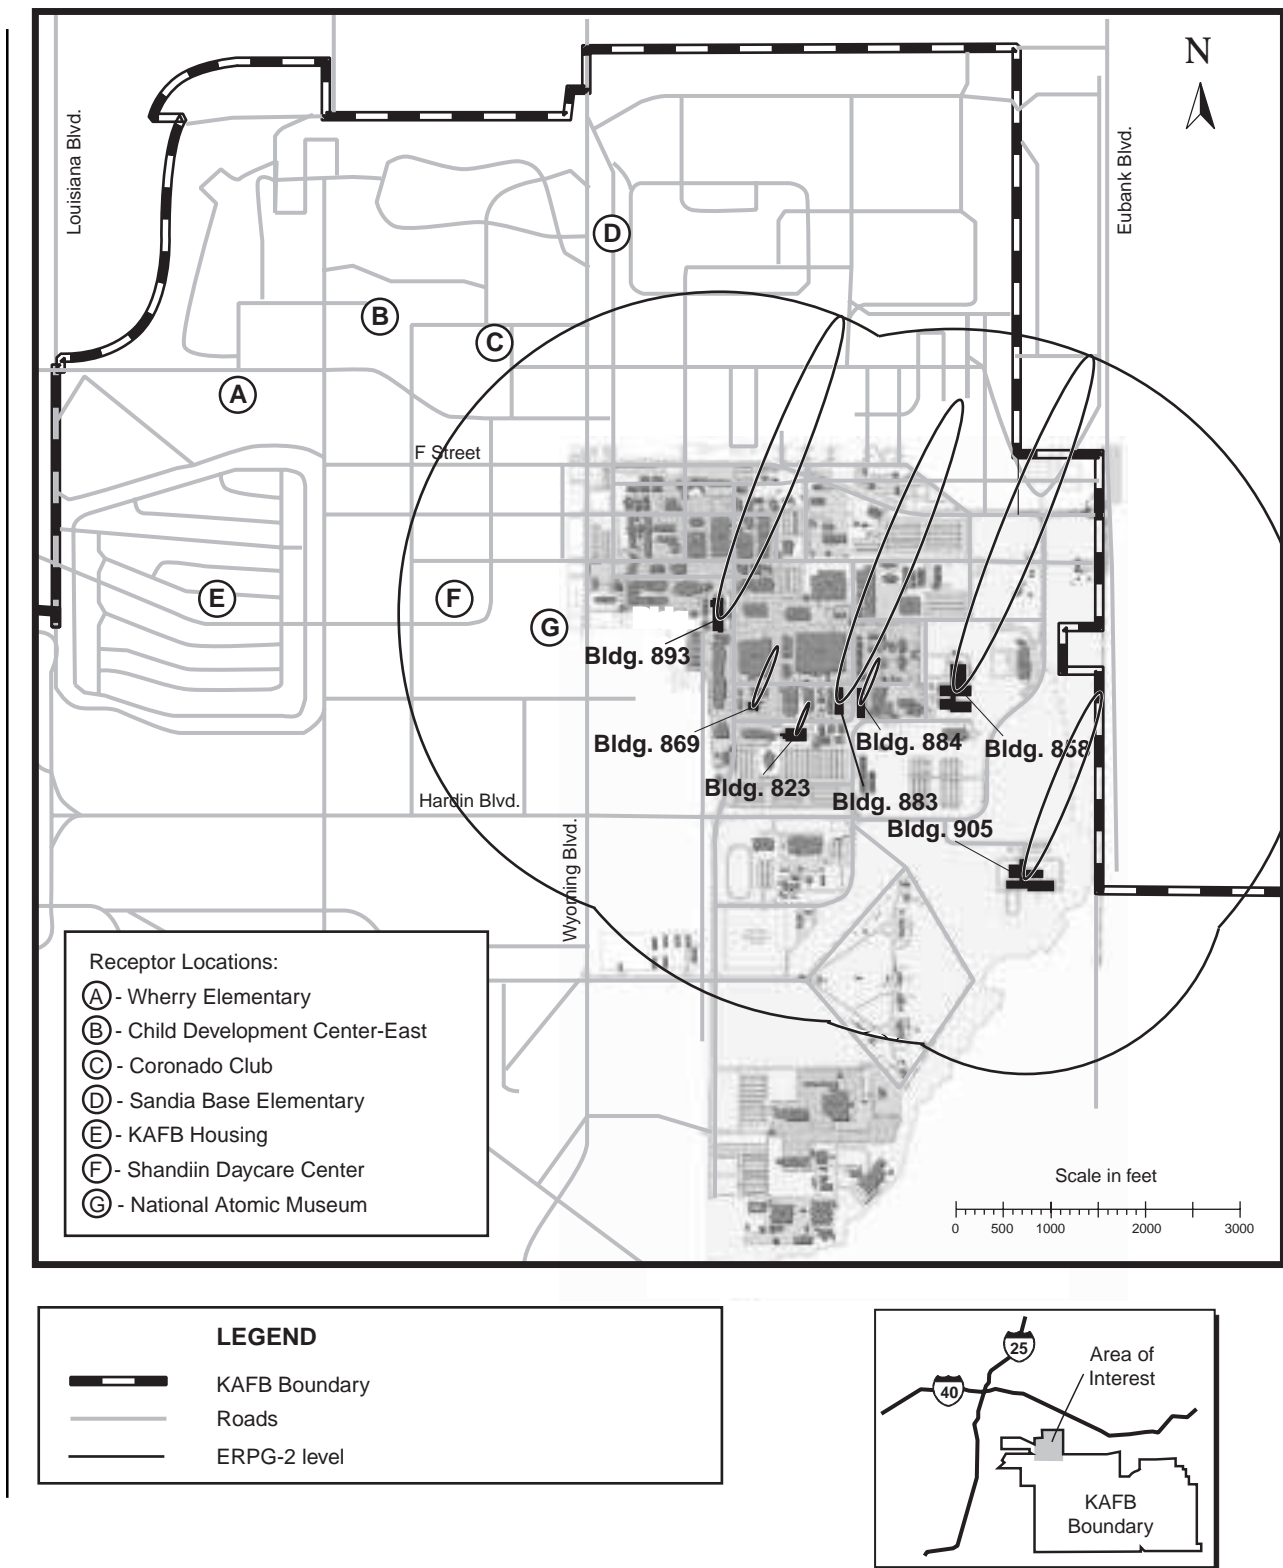 N
Louisiana Blvd.
Eubank Blvd.
D
B
C
A
F Street
E
F
G
Bldg. 893
Bldg. 869
Bldg. 884
Bldg. 858
Bldg. 823
Bldg. 883
Hardin Blvd.
Bldg. 905
Wyoming Blvd.
Receptor Locations:
A - Wherry Elementary
B - Child Development Center-East
C - Coronado Club
D - Sandia Base Elementary
E - KAFB Housing
F - Shandiin Daycare Center
G - National Atomic Museum
Scale in feet
0 500 1000 2000 3000
LEGEND
KAFB Boundary
Roads
ERPG-2 level
25
40
Area of
Interest
KAFB
Boundary